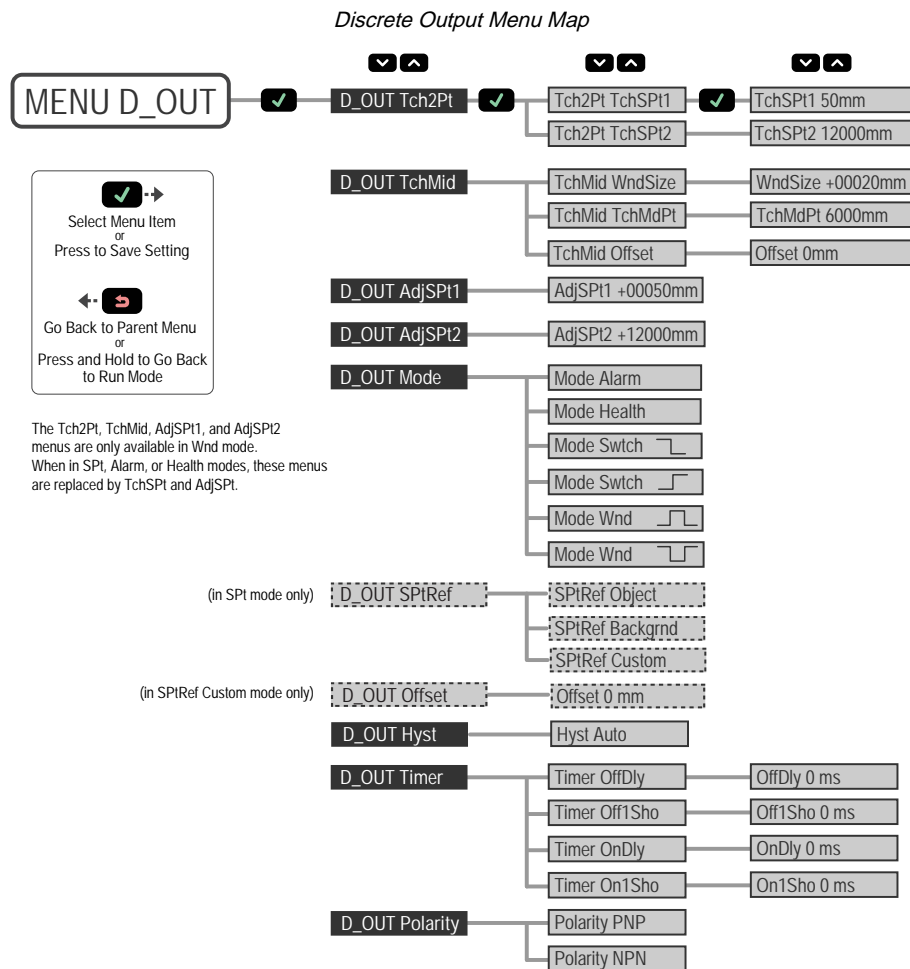 Discrete Output Menu Map
MENU D_OUT
D_OUT Tch2Pt
Tch2Pt TchSPt1
TchSPt1 50mm
Tch2Pt TchSPt2
TchSPt2 12000mm
Select Menu Item
or
Press to Save Setting
Go Back to Parent Menu
or
Press and Hold to Go Back
to Run Mode
D_OUT TchMid
TchMid WndSize
WndSize +00020mm
TchMid TchMdPt
TchMdPt 6000mm
TchMid Offset
Offset 0mm
D_OUT AdjSPt1
AdjSPt1 +00050mm
D_OUT AdjSPt2
AdjSPt2 +12000mm
D_OUT Mode
Mode Alarm
Mode Health
Mode Swtch
Mode Swtch
Mode Wnd
Mode Wnd
The Tch2Pt, TchMid, AdjSPt1, and AdjSPt2
menus are only available in Wnd mode.
When in SPt, Alarm, or Health modes, these menus
are replaced by TchSPt and AdjSPt.
(in SPt mode only)
D_OUT SPtRef
SPtRef Object
SPtRef Backgrnd
SPtRef Custom
(in SPtRef Custom mode only)
D_OUT Offset
Offset 0 mm
D_OUT Hyst
Hyst Auto
D_OUT Timer
Timer OffDly
OffDly 0 ms
Timer Off1Sho
Off1Sho 0 ms
Timer OnDly
OnDly 0 ms
Timer On1Sho
On1Sho 0 ms
D_OUT Polarity
Polarity PNP
Polarity NPN